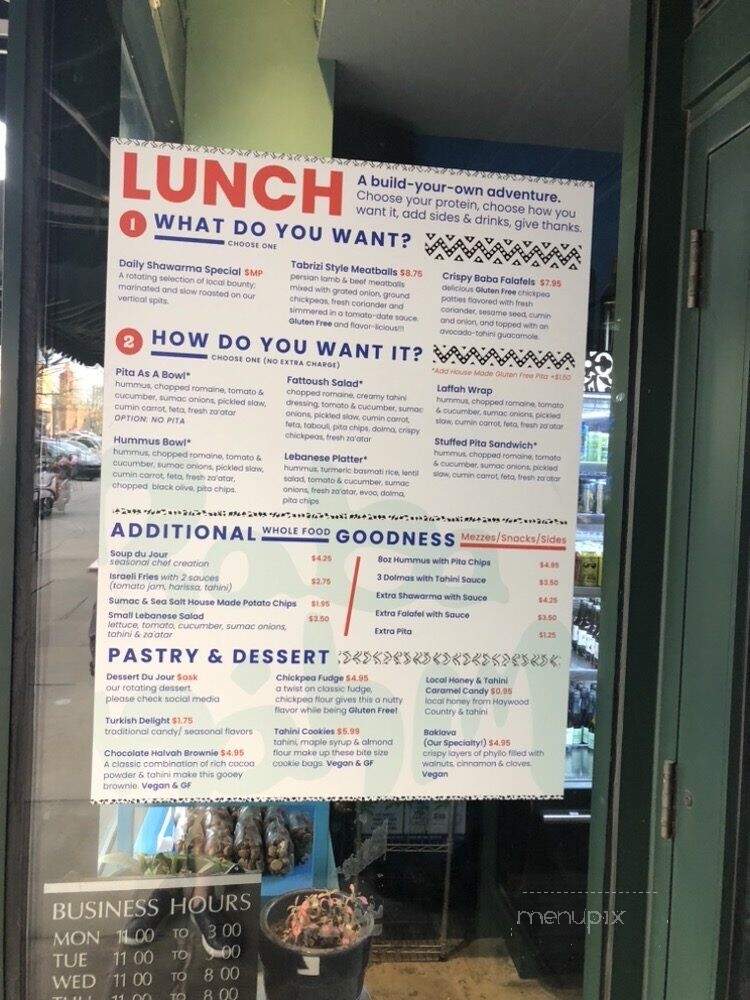 LUNCH
A build-your-own adventure.
Choose your protein, choose how you
want it, add sides & drinks, give thanks.
1 WHAT DO YOU WANT?
CHOOSE ONE
Daily Shawarma Special $MP
A rotating selection of local bounty;
marinated and slow roasted on our
vertical spits.
Tabrizi Style Meatballs $8.75
persian lamb & beef meatballs
mixed with grated onion, ground
chickpeas, fresh coriander and
simmered in a tomato-date sauce.
Gluten Free and flavor-licious!!!
Crispy Baba Falafels $7.95
delicious Gluten Free chickpea
patties flavored with fresh
coriander, sesame seed, cumin
and onion, and topped with an
avocado-tahini guacamole.
2 HOW DO YOU WANT IT?
CHOOSE ONE (NO EXTRA CHARGE)
*Add House Made Gluten Free Pita +$1.50
Pita As A Bowl*
hummus, chopped romaine, tomato &
cucumber, sumac onions, pickled slaw,
cumin carrot, feta, fresh za'atar
OPTION: NO PITA
Fattoush Salad*
chopped romaine, creamy tahini
dressing, tomato & cucumber, sumac
onions, pickled slaw, cumin carrot,
feta, tabouli, pita chips, dolma, crispy
chickpeas, fresh za'atar
Laffah Wrap
hummus, chopped romaine, tomato
& cucumber, sumac onions, pickled
slaw, cumin carrot, feta, fresh za'atar
Hummus Bowl*
hummus, chopped romaine, tomato &
cucumber, sumac onions, pickled slaw,
cumin carrot, feta, fresh za'atar,
chopped black olive, pita chips.
Lebanese Platter*
hummus, turmeric basmati rice, lentil
salad, tomato & cucumber, sumac
onions, fresh za'atar, evoo, dolma,
pita chips
Stuffed Pita Sandwich*
hummus, chopped romaine, tomato
& cucumber, sumac onions, pickled
slaw, cumin carrot, feta, fresh za'atar
ADDITIONAL WHOLE FOOD GOODNESS Mezzes/Snacks/Sides
Soup du Jour $4.25
seasonal chef creation
Israeli Fries with 2 sauces $2.75
(tomato jam, harissa, tahini)
Sumac & Sea Salt House Made Potato Chips $1.95
Small Lebanese Salad $3.50
lettuce, tomato, cucumber, sumac onions,
tahini & za'atar
8oz Hummus with Pita Chips $4.95
3 Dolmas with Tahini Sauce $3.50
Extra Shawarma with Sauce $4.25
Extra Falafel with Sauce $3.50
Extra Pita $1.25
PASTRY & DESSERT
Dessert Du Jour $ask
our rotating dessert.
please check social media
Turkish Delight $1.75
traditional candy/ seasonal flavors
Chocolate Halvah Brownie $4.95
A classic combination of rich cocoa
powder & tahini make this gooey
brownie. Vegan & GF
Chickpea Fudge $4.95
a twist on classic fudge,
chickpea flour gives this a nutty
flavor while being Gluten Free!
Tahini Cookies $5.99
tahini, maple syrup & almond
flour make up these bite size
cookie bags. Vegan & GF
Local Honey & Tahini
Caramel Candy $0.95
local honey from Haywood
Country & tahini
Baklava
(Our Specialty!) $4.95
crispy layers of phyllo filled with
walnuts, cinnamon & cloves.
Vegan
BUSINESS HOURS
MON 11 00 TO 3 00
TUE 11 00 TO 3 00
WED 11 00 TO 8 00
THU 11 00 TO 8 00
menupix